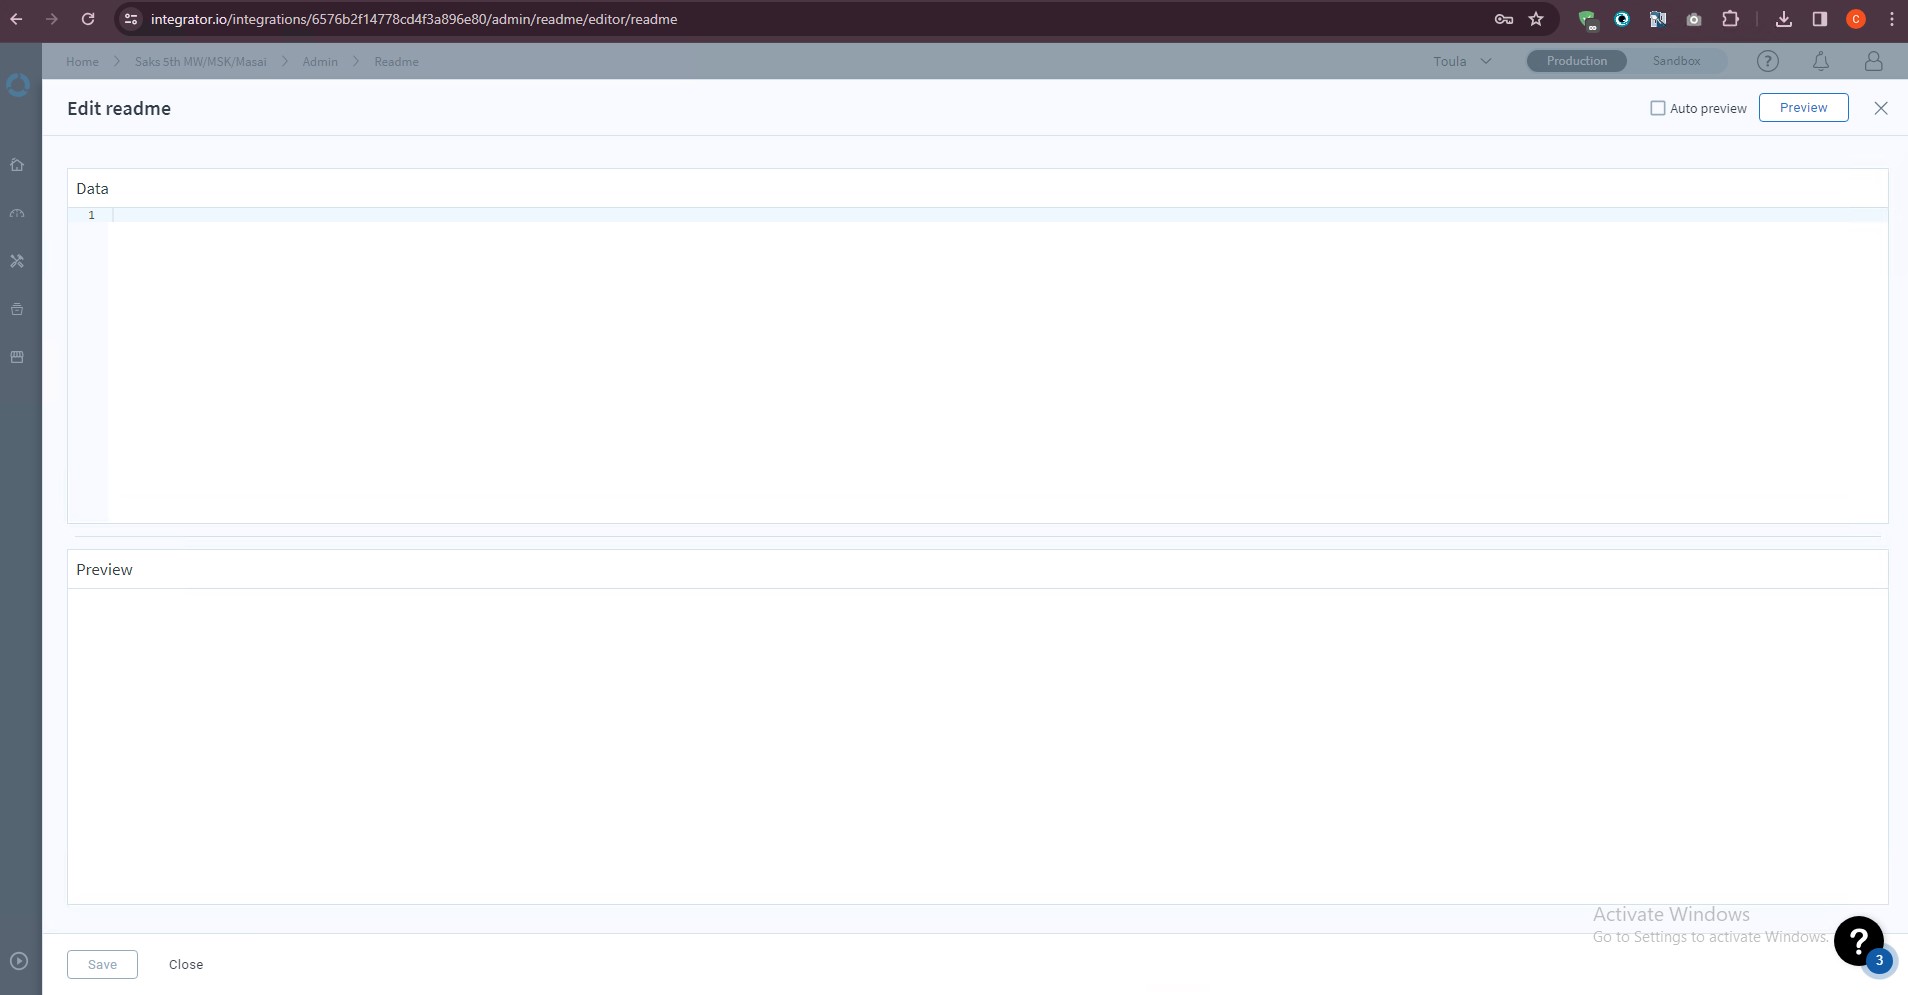 integrator.io/integrations/6576b2f14778cd4f3a896e80/admin/readme/editor/readme
C
Home > Saks 5th MW/MSK/Masai > Admin > Readme
Toula
Production
Sandbox
?
Edit readme
Auto preview
Preview
Data
1
Preview
Activate Windows
Go to Settings to activate Windows.
?
3
Save
Close